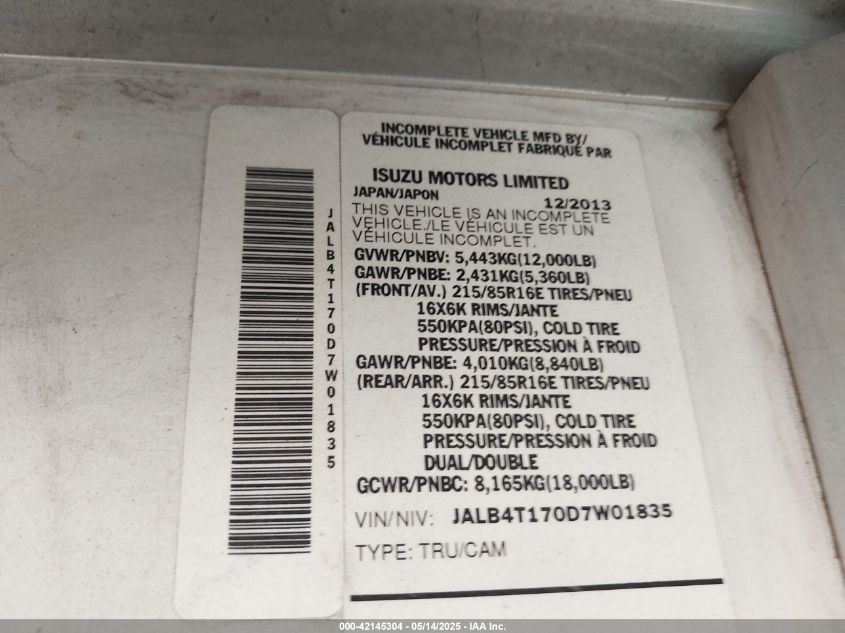 INCOMPLETE VEHICLE MFD BY/
VÉHICULE INCOMPLET FABRIQUÉ PAR
ISUZU MOTORS LIMITED
JAPAN/JAPON 12/2013
THIS VEHICLE IS AN INCOMPLETE
VEHICLE./LE VÉHICULE EST UN
VÉHICULE INCOMPLET.
GVWR/PNBV: 5,443KG(12,000LB)
GAWR/PNBE: 2,431KG(5,360LB)
(FRONT/AV.) 215/85R16E TIRES/PNEU
16X6K RIMS/JANTE
550KPA(80PSI), COLD TIRE
PRESSURE/PRESSION À FROID
GAWR/PNBE: 4,010KG(8,840LB)
(REAR/ARR.) 215/85R16E TIRES/PNEU
16X6K RIMS/JANTE
550KPA(80PSI), COLD TIRE
PRESSURE/PRESSION À FROID
DUAL/DOUBLE
GCWR/PNBC: 8,165KG(18,000LB)
VIN/NIV: JALB4T170D7W01835
TYPE: TRU/CAM
JALB4T170D7W01835
000-42145304 - 05/14/2025 - IAA Inc.